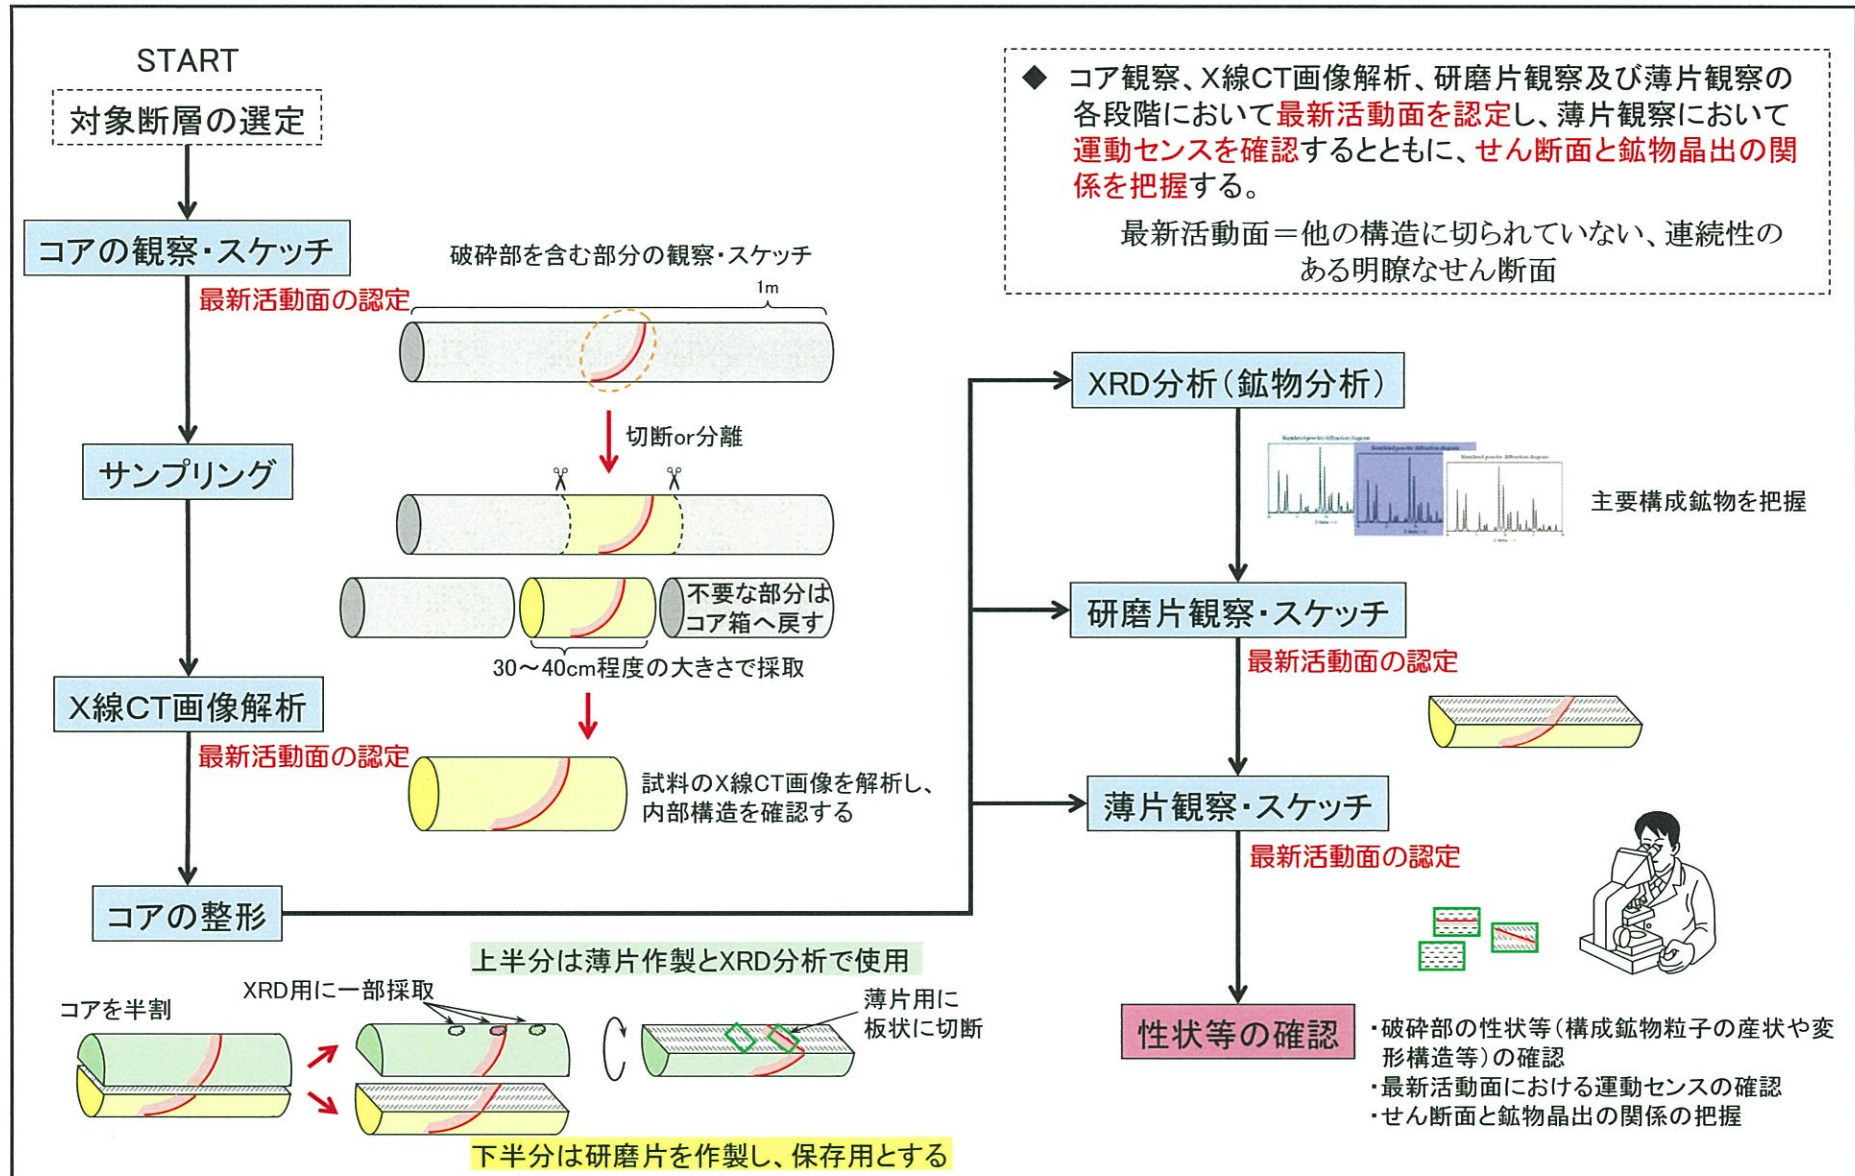 START
対象断層の選定
コアの観察・スケッチ
最新活動面の認定
サンプリング
X線CT画像解析
最新活動面の認定
コアの整形
破砕部を含む部分の観察・スケッチ
1m
切断or分離
不要な部分は
コア箱へ戻す
30～40cm程度の大きさで採取
試料のX線CT画像を解析し、
内部構造を確認する
上半分は薄片作製とXRD分析で使用
コアを半割
XRD用に一部採取
薄片用に
板状に切断
下半分は研磨片を作製し、保存用とする
◆ コア観察、X線CT画像解析、研磨片観察及び薄片観察の
各段階において最新活動面を認定し、薄片観察において
運動センスを確認するとともに、せん断面と鉱物晶出の関
係を把握する。
最新活動面＝他の構造に切られていない、連続性の
ある明瞭なせん断面
XRD分析（鉱物分析）
主要構成鉱物を把握
研磨片観察・スケッチ
最新活動面の認定
薄片観察・スケッチ
最新活動面の認定
性状等の確認
・破砕部の性状等（構成鉱物粒子の産状や変
形構造等）の確認
・最新活動面における運動センスの確認
・せん断面と鉱物晶出の関係の把握